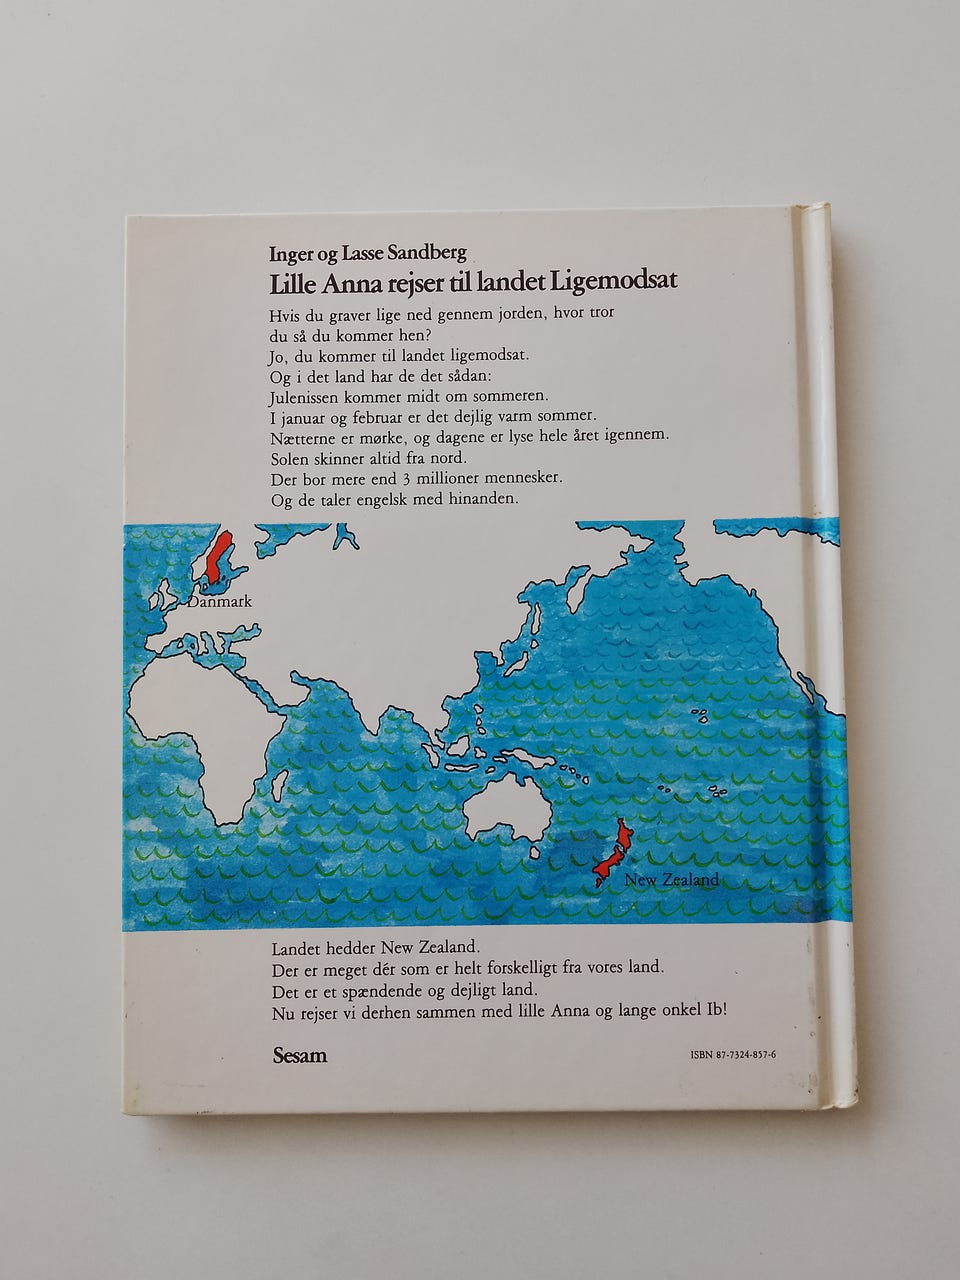 Inger og Lasse Sandberg
Lille Anna rejser til landet Ligemodsat
Hvis du graver lige ned gennem jorden, hvor tror
du så du kommer hen?
Jo, du kommer til landet ligemodsat.
Og i det land har de det sådan:
Julenissen kommer midt om sommeren.
I januar og februar er det dejlig varm sommer.
Nætterne er mørke, og dagene er lyse hele året igennem.
Solen skinner altid fra nord.
Der bor mere end 3 millioner mennesker.
Og de taler engelsk med hinanden.
Danmark
New Zealand
Landet hedder New Zealand.
Der er meget dér som er helt forskelligt fra vores land.
Det er et spændende og dejligt land.
Nu rejser vi derhen sammen med lille Anna og lange onkel Ib!
Sesam
ISBN 87-7324-857-6